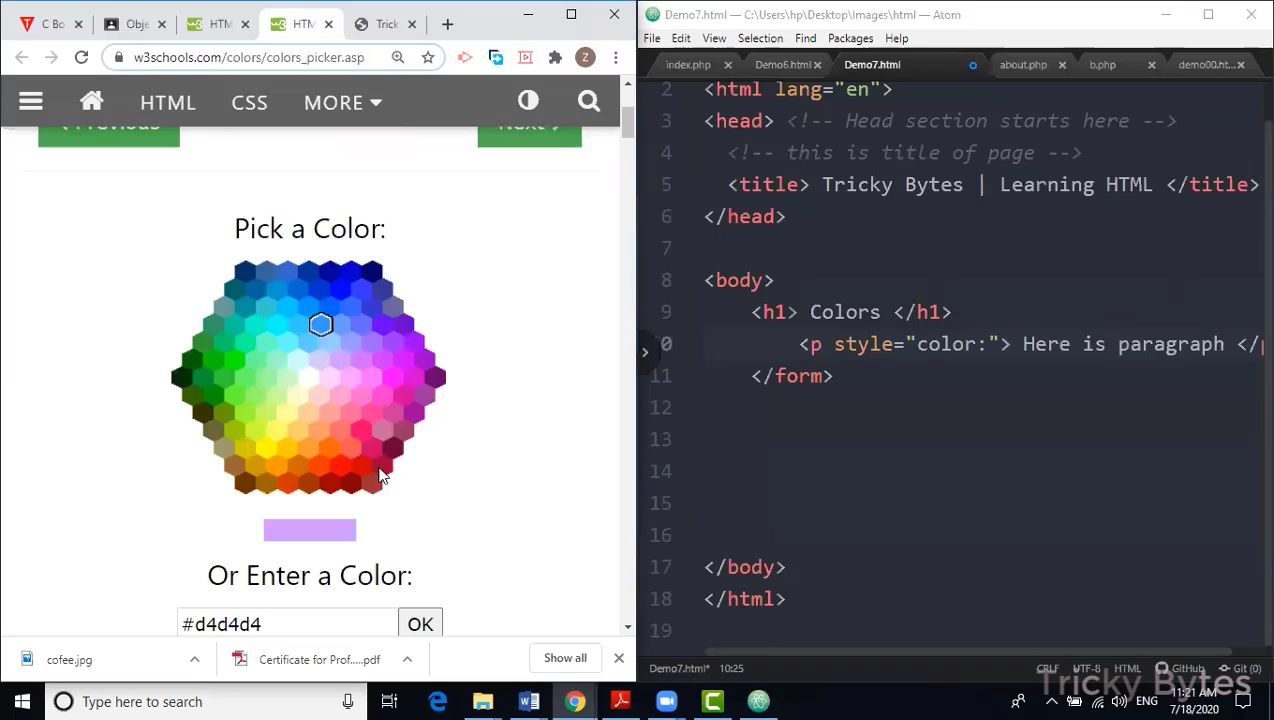 C Bo
Obje
HTM
HTM
Trick
w3schools.com/colors/colors_picker.asp
Z
HTML CSS MORE
Previous
Next
Pick a Color:
Or Enter a Color:
#d4d4d4 OK
cofee.jpg
Certificate for Prof.....pdf
Show all
Demo7.html — C:\Users\hp\Desktop\Images\html — Atom
File Edit View Selection Find Packages Help
index.php Demo6.html Demo7.html about.php b.php demo00.ht...
2 <html lang="en">
3 <head> <!-- Head section starts here -->
4 <!-- this is title of page -->
5 <title> Tricky Bytes | Learning HTML </title>
6 </head>
7
8 <body>
9 <h1> Colors </h1>
0 <p style="color:"> Here is paragraph </p
11 </form>
12
13
14
15
16
17 </body>
18 </html>
19
Demo7.html* 10:25
CRLF UTF-8 HTML GitHub Git (0)
Tricky Bytes
Type here to search
ENG
11:21 AM
7/18/2020